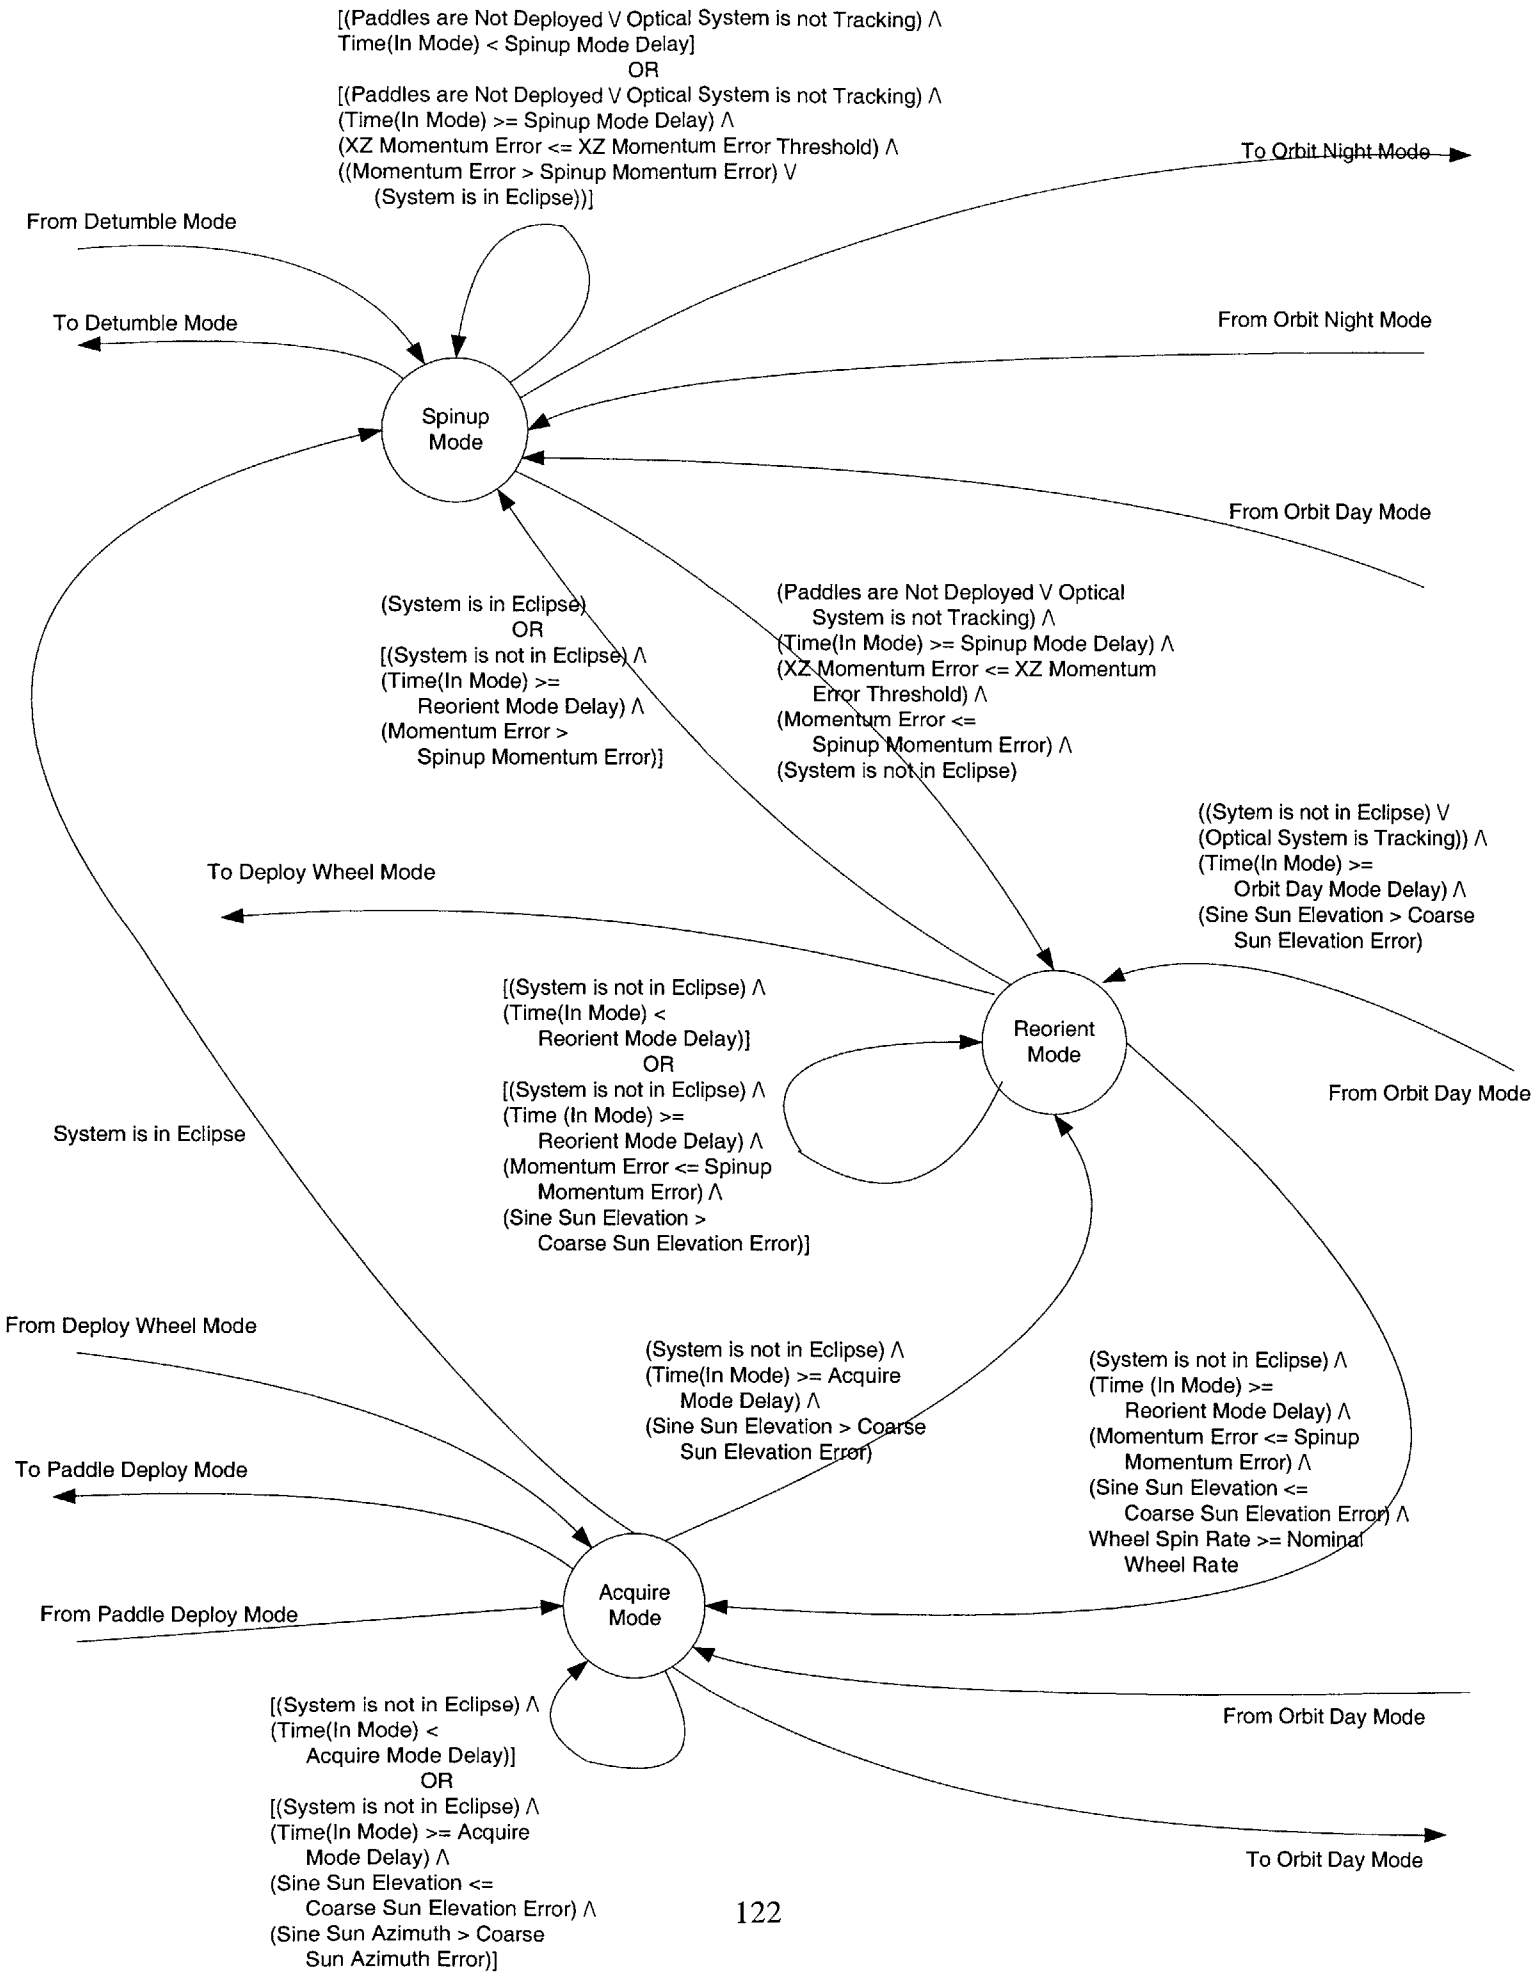 [(Paddles are Not Deployed \/ Optical System is not Tracking) /\
Time(In Mode) < Spinup Mode Delay]
OR
[(Paddles are Not Deployed \/ Optical System is not Tracking) /\
(Time(In Mode) >= Spinup Mode Delay) /\
(XZ Momentum Error <= XZ Momentum Error Threshold) /\
((Momentum Error > Spinup Momentum Error) \/
(System is in Eclipse))]
To Orbit Night Mode
From Detumble Mode
To Detumble Mode
From Orbit Night Mode
Spinup
Mode
From Orbit Day Mode
(System is in Eclipse)
OR
[(System is not in Eclipse) /\
(Time(In Mode) >=
Reorient Mode Delay) /\
(Momentum Error >
Spinup Momentum Error)]
(Paddles are Not Deployed \/ Optical
System is not Tracking) /\
(Time(In Mode) >= Spinup Mode Delay) /\
(XZ Momentum Error <= XZ Momentum
Error Threshold) /\
(Momentum Error <=
Spinup Momentum Error) /\
(System is not in Eclipse)
((Sytem is not in Eclipse) \/
(Optical System is Tracking)) /\
(Time(In Mode) >=
Orbit Day Mode Delay) /\
(Sine Sun Elevation > Coarse
Sun Elevation Error)
To Deploy Wheel Mode
[(System is not in Eclipse) /\
(Time(In Mode) <
Reorient Mode Delay)]
OR
[(System is not in Eclipse) /\
(Time (In Mode) >=
Reorient Mode Delay) /\
(Momentum Error <= Spinup
Momentum Error) /\
(Sine Sun Elevation >
Coarse Sun Elevation Error)]
Reorient
Mode
From Orbit Day Mode
System is in Eclipse
From Deploy Wheel Mode
(System is not in Eclipse) /\
(Time(In Mode) >= Acquire
Mode Delay) /\
(Sine Sun Elevation > Coarse
Sun Elevation Error)
(System is not in Eclipse) /\
(Time (In Mode) >=
Reorient Mode Delay) /\
(Momentum Error <= Spinup
Momentum Error) /\
(Sine Sun Elevation <=
Coarse Sun Elevation Error) /\
Wheel Spin Rate >= Nominal
Wheel Rate
To Paddle Deploy Mode
Acquire
Mode
From Paddle Deploy Mode
[(System is not in Eclipse) /\
(Time(In Mode) <
Acquire Mode Delay)]
OR
[(System is not in Eclipse) /\
(Time(In Mode) >= Acquire
Mode Delay) /\
(Sine Sun Elevation <=
Coarse Sun Elevation Error) /\
(Sine Sun Azimuth > Coarse
Sun Azimuth Error)]
From Orbit Day Mode
To Orbit Day Mode
122